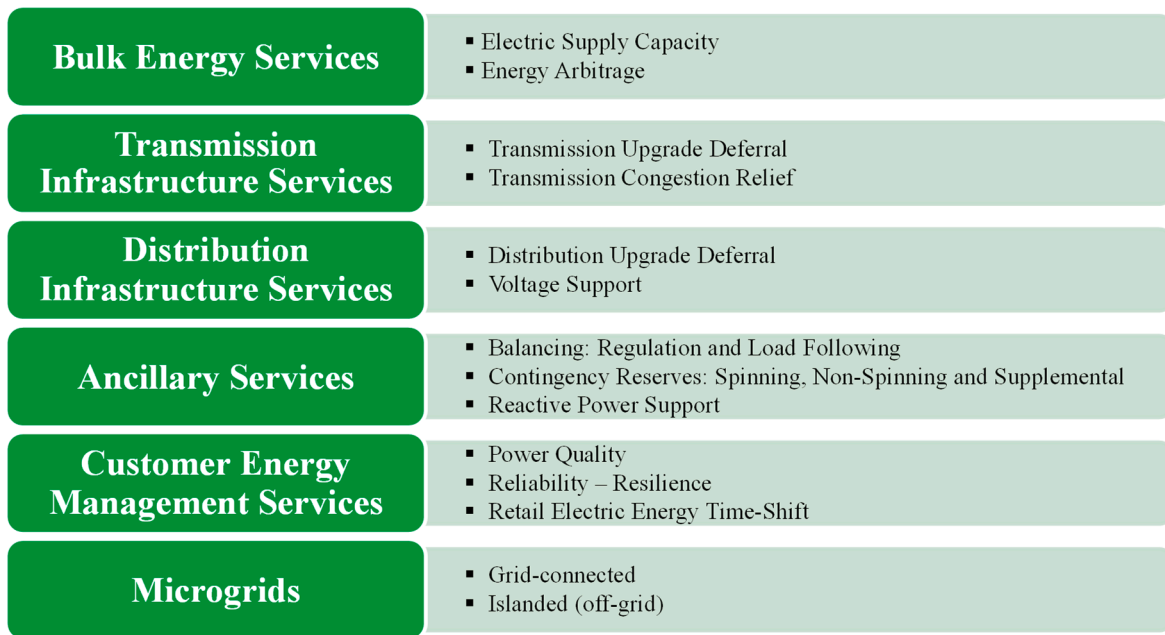 Bulk Energy Services
▪ Electric Supply Capacity
▪ Energy Arbitrage
Transmission
Infrastructure Services
▪ Transmission Upgrade Deferral
▪ Transmission Congestion Relief
Distribution
Infrastructure Services
▪ Distribution Upgrade Deferral
▪ Voltage Support
Ancillary Services
▪ Balancing: Regulation and Load Following
▪ Contingency Reserves: Spinning, Non-Spinning and Supplemental
▪ Reactive Power Support
Customer Energy
Management Services
▪ Power Quality
▪ Reliability – Resilience
▪ Retail Electric Energy Time-Shift
Microgrids
▪ Grid-connected
▪ Islanded (off-grid)